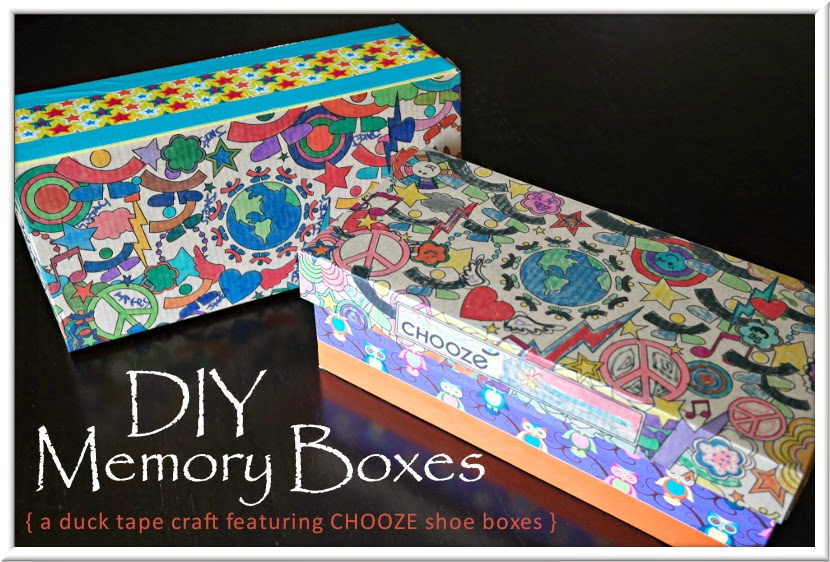 CHOOZE
DIY
Memory Boxes
{ a duck tape craft featuring CHOOZE shoe boxes }